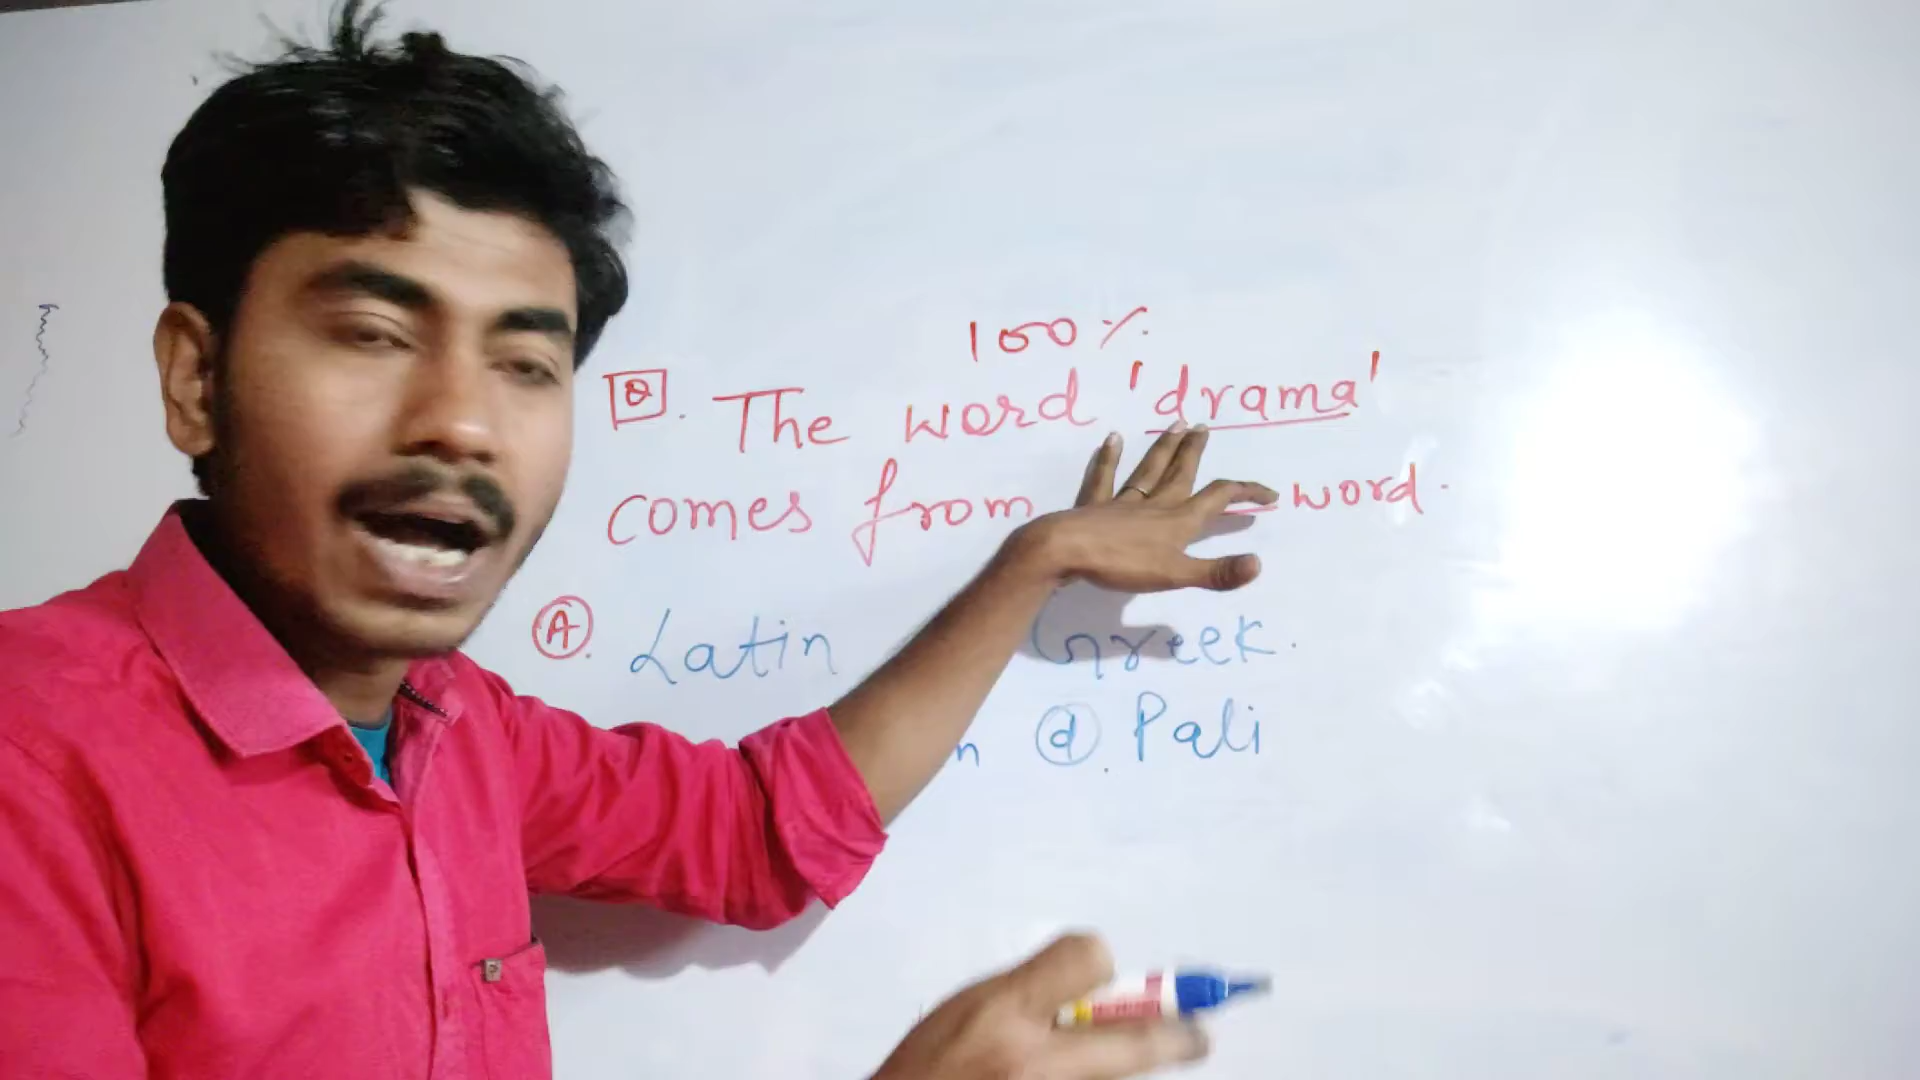 100%
Q. The word 'drama'
comes from word.
A. Latin Greek.
n d. Pali